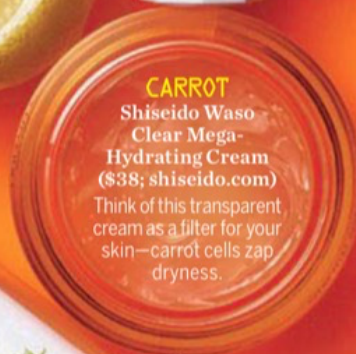 CARROT
Shiseido Waso
Clear Mega-
Hydrating Cream
($38; shiseido.com)
Think of this transparent
cream as a filter for your
skin—carrot cells zap
dryness.